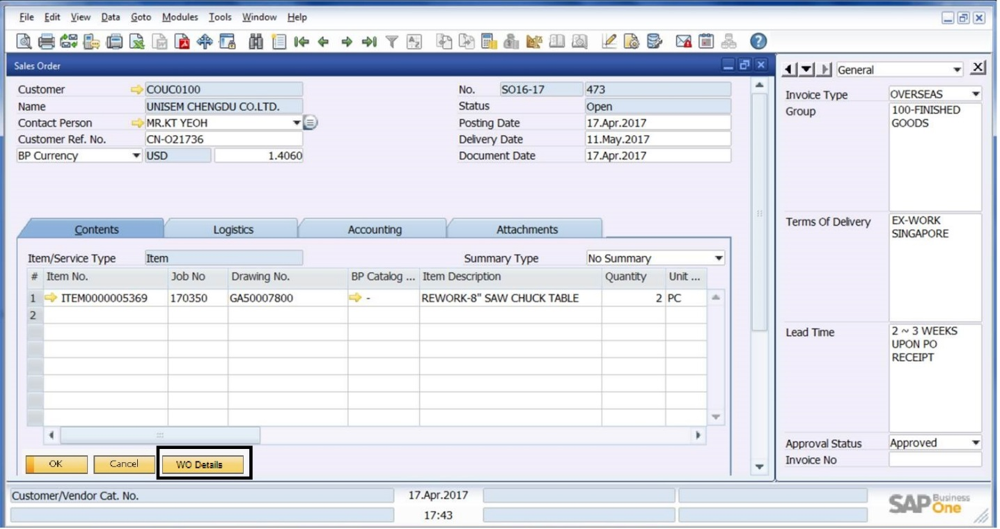 File Edit View Data Goto Modules Tools Window Help
Sales Order
General
Customer COUC0100 No. SO16-17 473
Name UNISEM CHENGDU CO.LTD. Status Open
Contact Person MR.KT YEOH Posting Date 17.Apr.2017
Customer Ref. No. CN-O21736 Delivery Date 11.May.2017
BP Currency USD 1.4060 Document Date 17.Apr.2017
Contents Logistics Accounting Attachments
Item/Service Type Item Summary Type No Summary
# Item No. Job No Drawing No. BP Catalog ... Item Description Quantity Unit ...
1 ITEM0000005369 170350 GA50007800 - REWORK-8" SAW CHUCK TABLE 2 PC
2
OK Cancel WO Details
Invoice Type OVERSEAS
Group 100-FINISHED
GOODS
Terms Of Delivery EX-WORK
SINGAPORE
Lead Time 2 ~ 3 WEEKS
UPON PO
RECEIPT
Approval Status Approved
Invoice No
Customer/Vendor Cat. No. 17.Apr.2017
17:43
SAP Business
One